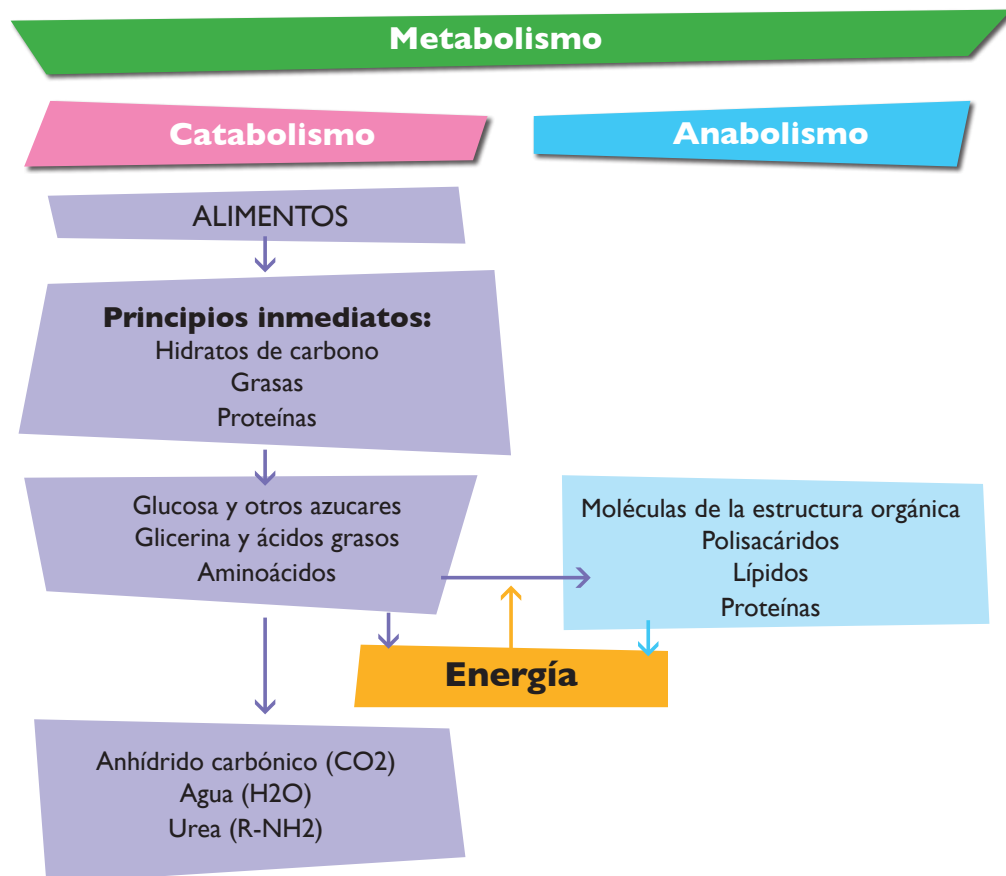 Metabolismo
Catabolismo
Anabolismo
ALIMENTOS
Principios inmediatos:
Hidratos de carbono
Grasas
Proteínas
Glucosa y otros azucares
Glicerina y ácidos grasos
Aminoácidos
Moléculas de la estructura orgánica
Polisacáridos
Lípidos
Proteínas
Energía
Anhídrido carbónico (CO2)
Agua (H2O)
Urea (R-NH2)